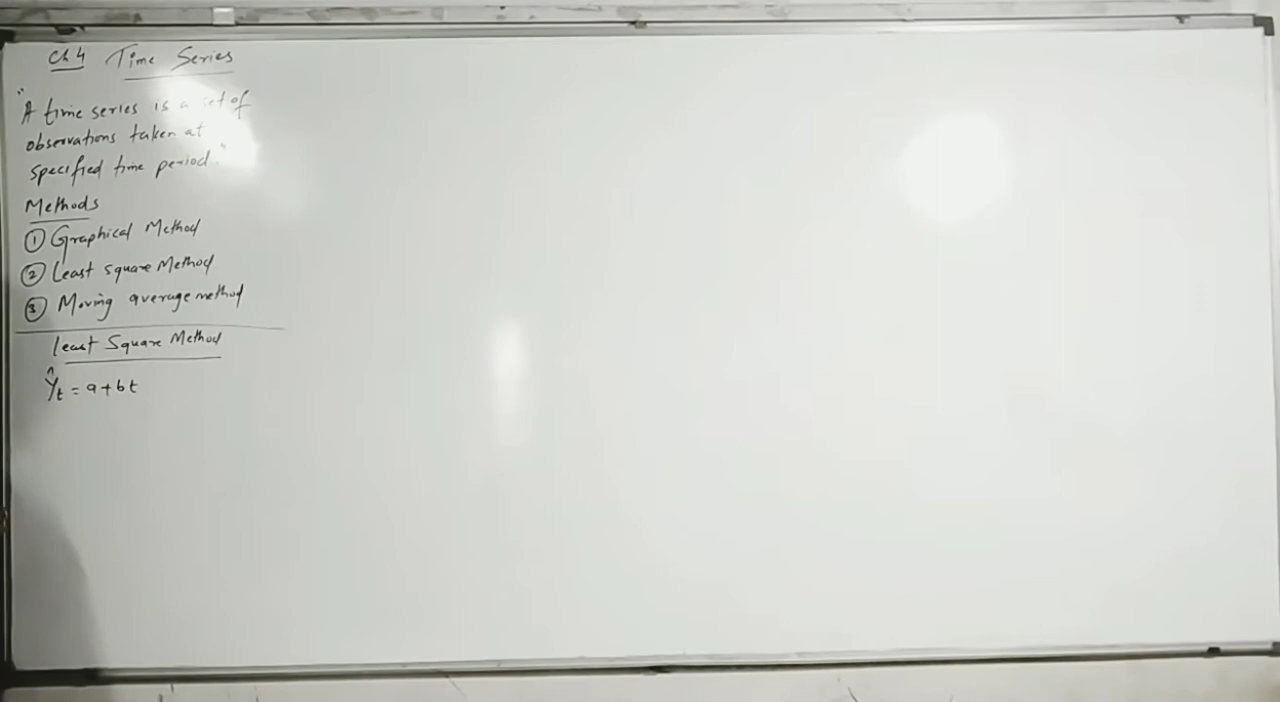 Ch 4 Time Series
"A time series is a set of
observations taken at
specified time period."
Methods
① Graphical Method
② Least square Method
③ Moving average method
least Square Method
Ŷt = a + bt